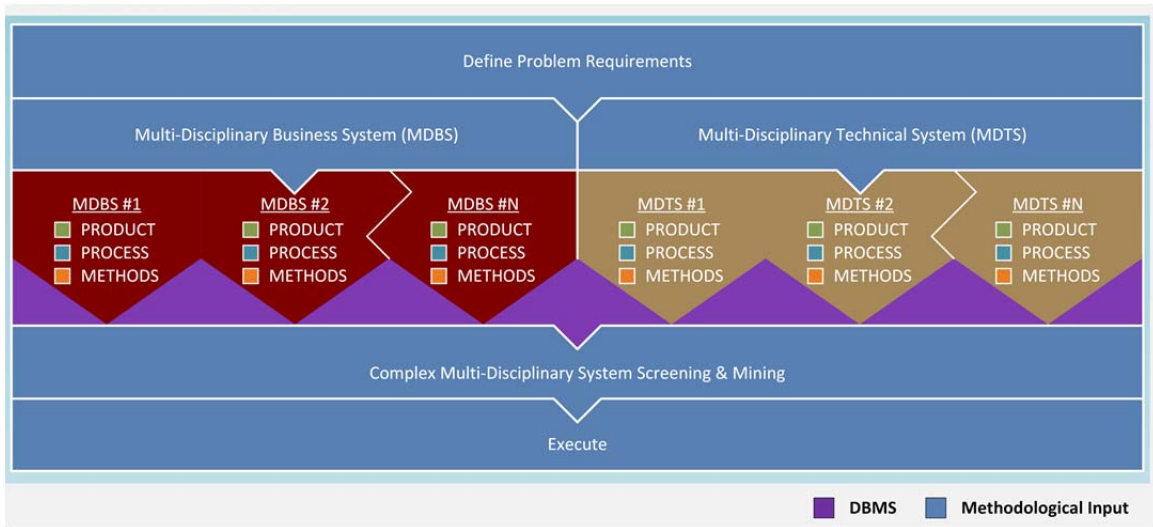 Define Problem Requirements
Multi-Disciplinary Business System (MDBS)
Multi-Disciplinary Technical System (MDTS)
MDBS #1
PRODUCT
PROCESS
METHODS
MDBS #2
PRODUCT
PROCESS
METHODS
MDBS #N
PRODUCT
PROCESS
METHODS
MDTS #1
PRODUCT
PROCESS
METHODS
MDTS #2
PRODUCT
PROCESS
METHODS
MDTS #N
PRODUCT
PROCESS
METHODS
Complex Multi-Disciplinary System Screening & Mining
Execute
DBMS
Methodological Input